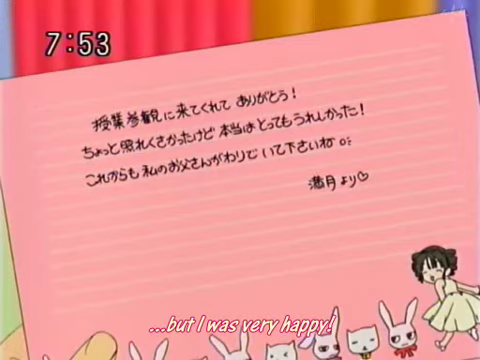 7:53
授業参観に来てくれて ありがとう!
ちょっと照れくさかったけど 本当はとってもうれしかった!
これからも 私のお父さんがわりで いて下さいね
満月より♡
...but I was very happy!